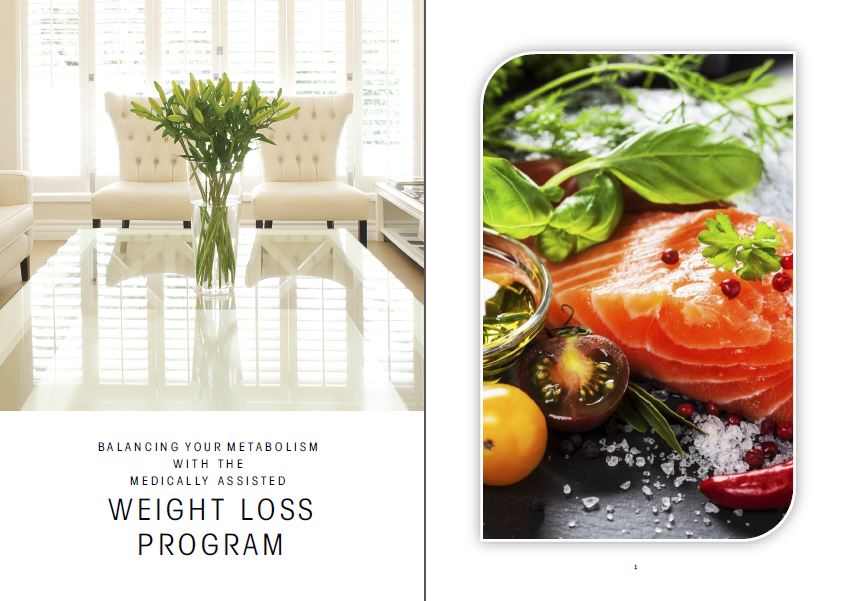 BALANCING YOUR METABOLISM
WITH THE
MEDICALLY ASSISTED
WEIGHT LOSS
PROGRAM
1